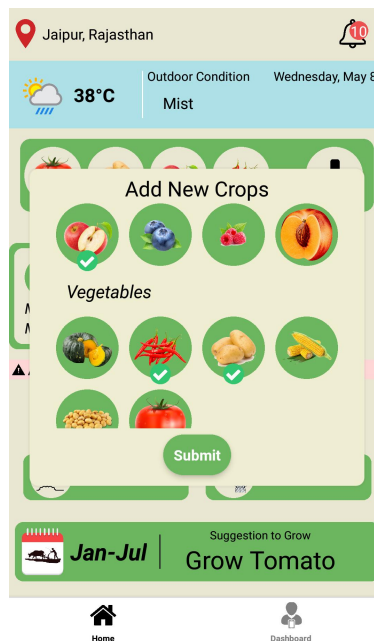 Jaipur, Rajasthan
10
Outdoor Condition
Wednesday, May 8
38°C
Mist
Add New Crops
Vegetables
Submit
Jan-Jul
Suggestion to Grow
Grow Tomato
Home
Dashboard